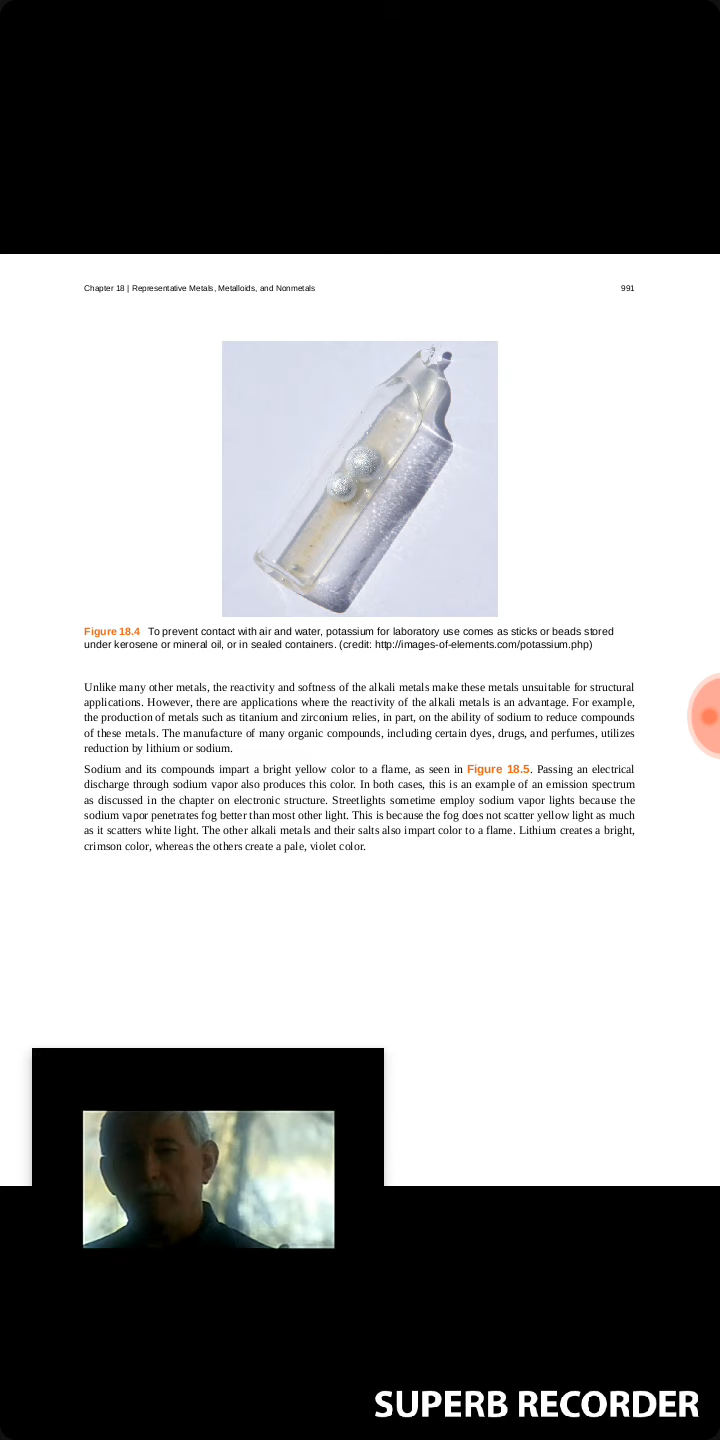 Chapter 18 | Representative Metals, Metalloids, and Nonmetals 991
Figure 18.4 To prevent contact with air and water, potassium for laboratory use comes as sticks or beads stored
under kerosene or mineral oil, or in sealed containers. (credit: http://images-of-elements.com/potassium.php)
Unlike many other metals, the reactivity and softness of the alkali metals make these metals unsuitable for structural
applications. However, there are applications where the reactivity of the alkali metals is an advantage. For example,
the production of metals such as titanium and zirconium relies, in part, on the ability of sodium to reduce compounds
of these metals. The manufacture of many organic compounds, including certain dyes, drugs, and perfumes, utilizes
reduction by lithium or sodium.
Sodium and its compounds impart a bright yellow color to a flame, as seen in Figure 18.5. Passing an electrical
discharge through sodium vapor also produces this color. In both cases, this is an example of an emission spectrum
as discussed in the chapter on electronic structure. Streetlights sometime employ sodium vapor lights because the
sodium vapor penetrates fog better than most other light. This is because the fog does not scatter yellow light as much
as it scatters white light. The other alkali metals and their salts also impart color to a flame. Lithium creates a bright,
crimson color, whereas the others create a pale, violet color.
SUPERB RECORDER